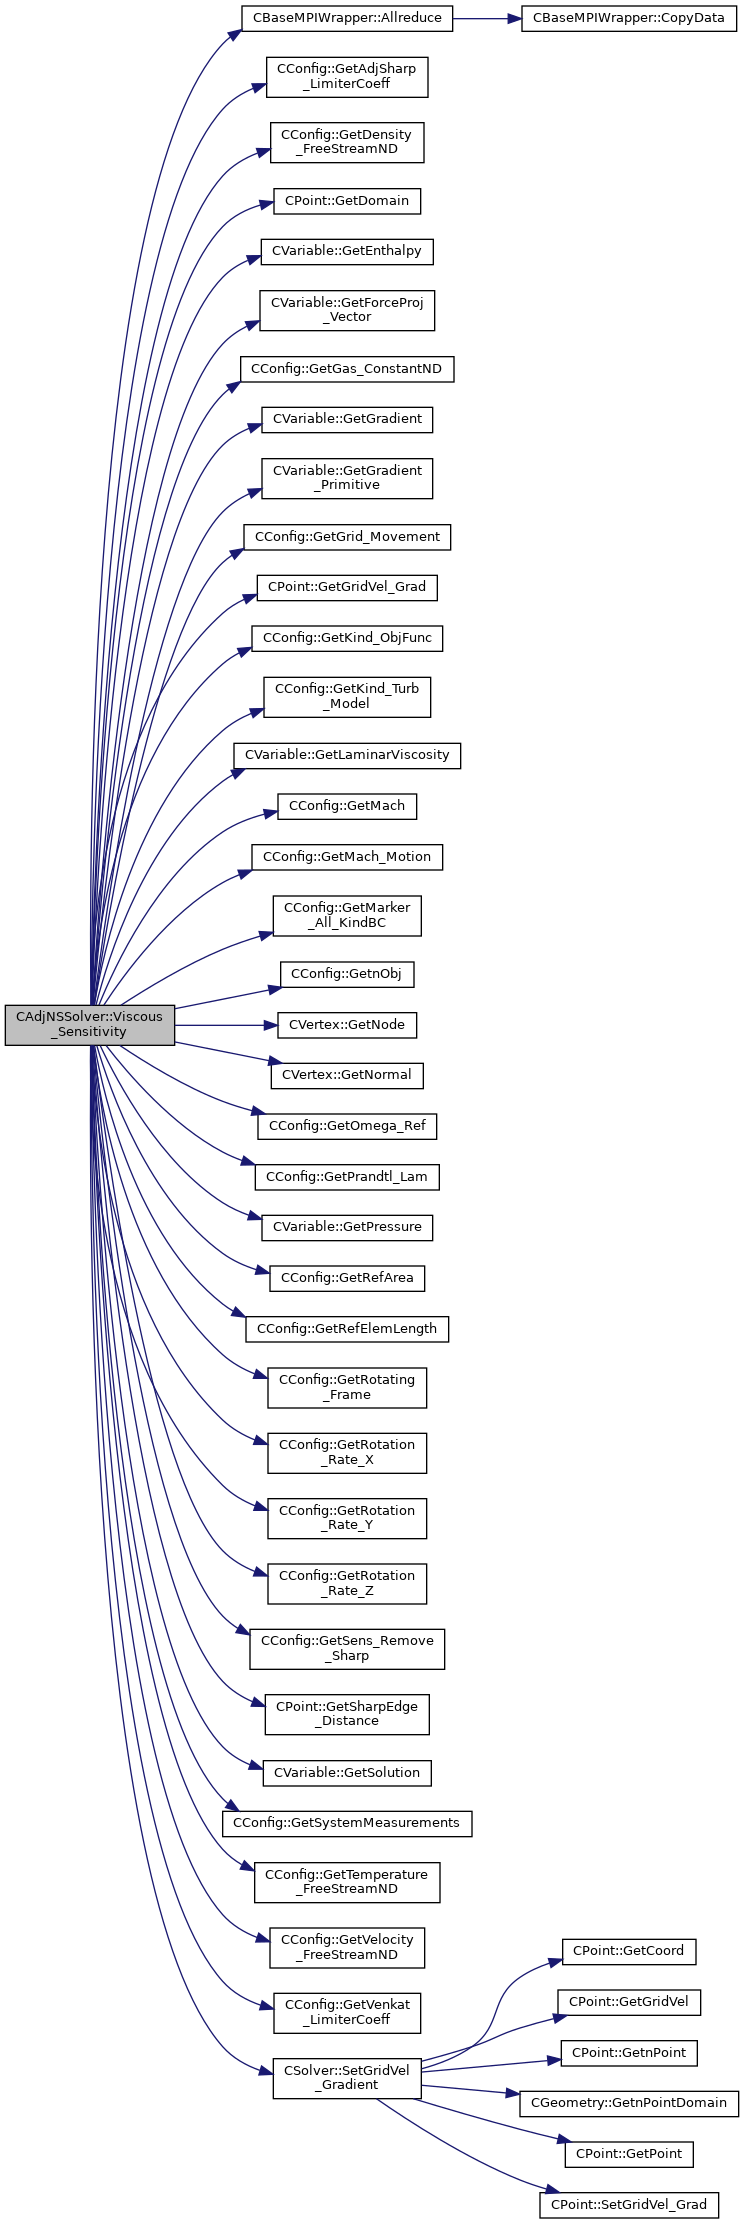 CBaseMPIWrapper::Allreduce
CBaseMPIWrapper::CopyData
CConfig::GetAdjSharp
_LimiterCoeff
CConfig::GetDensity
_FreeStreamND
CPoint::GetDomain
CVariable::GetEnthalpy
CVariable::GetForceProj
_Vector
CConfig::GetGas_ConstantND
CVariable::GetGradient
CVariable::GetGradient
_Primitive
CConfig::GetGrid_Movement
CPoint::GetGridVel_Grad
CConfig::GetKind_ObjFunc
CConfig::GetKind_Turb
_Model
CVariable::GetLaminarViscosity
CConfig::GetMach
CConfig::GetMach_Motion
CConfig::GetMarker
_All_KindBC
CConfig::GetnObj
CAdjNSSolver::Viscous
_Sensitivity
CVertex::GetNode
CVertex::GetNormal
CConfig::GetOmega_Ref
CConfig::GetPrandtl_Lam
CVariable::GetPressure
CConfig::GetRefArea
CConfig::GetRefElemLength
CConfig::GetRotating
_Frame
CConfig::GetRotation
_Rate_X
CConfig::GetRotation
_Rate_Y
CConfig::GetRotation
_Rate_Z
CConfig::GetSens_Remove
_Sharp
CPoint::GetSharpEdge
_Distance
CVariable::GetSolution
CConfig::GetSystemMeasurements
CConfig::GetTemperature
_FreeStreamND
CConfig::GetVelocity
_FreeStreamND
CConfig::GetVenkat
_LimiterCoeff
CSolver::SetGridVel
_Gradient
CPoint::GetCoord
CPoint::GetGridVel
CPoint::GetnPoint
CGeometry::GetnPointDomain
CPoint::GetPoint
CPoint::SetGridVel_Grad